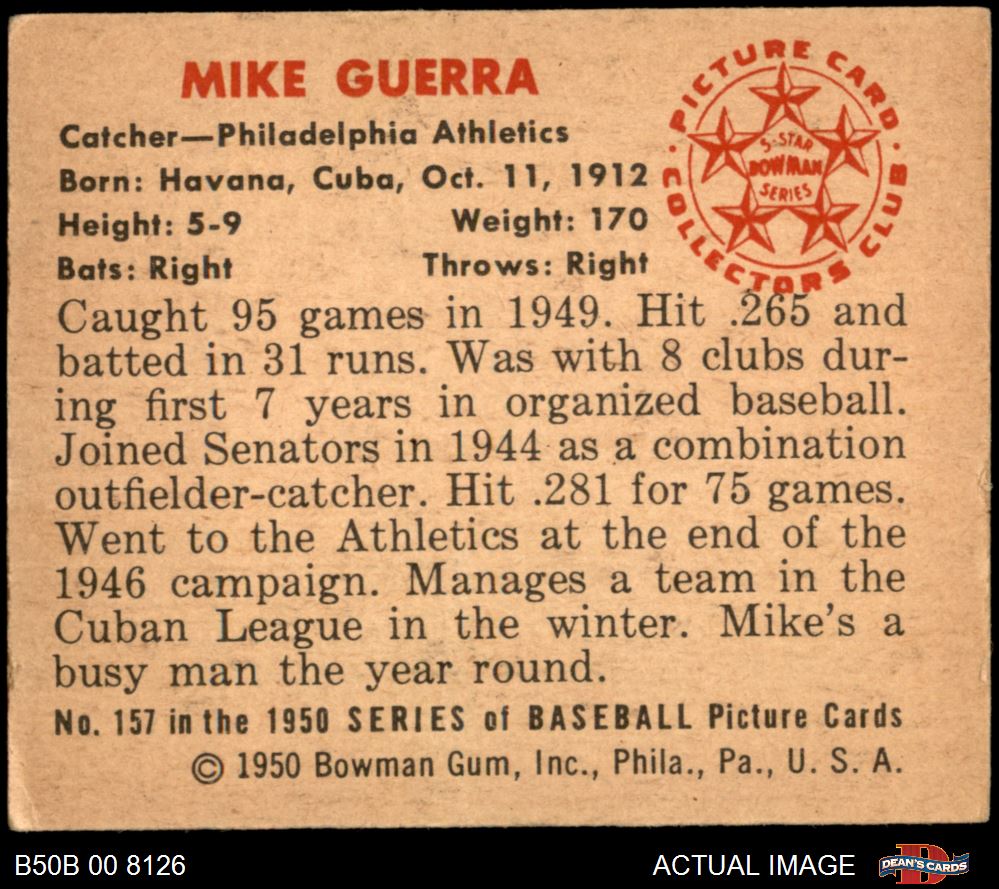 MIKE GUERRA
Catcher—Philadelphia Athletics
Born: Havana, Cuba, Oct. 11, 1912
Height: 5-9 Weight: 170
Bats: Right Throws: Right
PICTURE CARD
COLLECTORS CLUB
5-STAR
BOWMAN
SERIES
Caught 95 games in 1949. Hit .265 and
batted in 31 runs. Was with 8 clubs dur-
ing first 7 years in organized baseball.
Joined Senators in 1944 as a combination
outfielder-catcher. Hit .281 for 75 games.
Went to the Athletics at the end of the
1946 campaign. Manages a team in the
Cuban League in the winter. Mike's a
busy man the year round.
No. 157 in the 1950 SERIES of BASEBALL Picture Cards
© 1950 Bowman Gum, Inc., Phila., Pa., U. S. A.
B50B 00 8126 ACTUAL IMAGE
D
DEAN'S CARDS